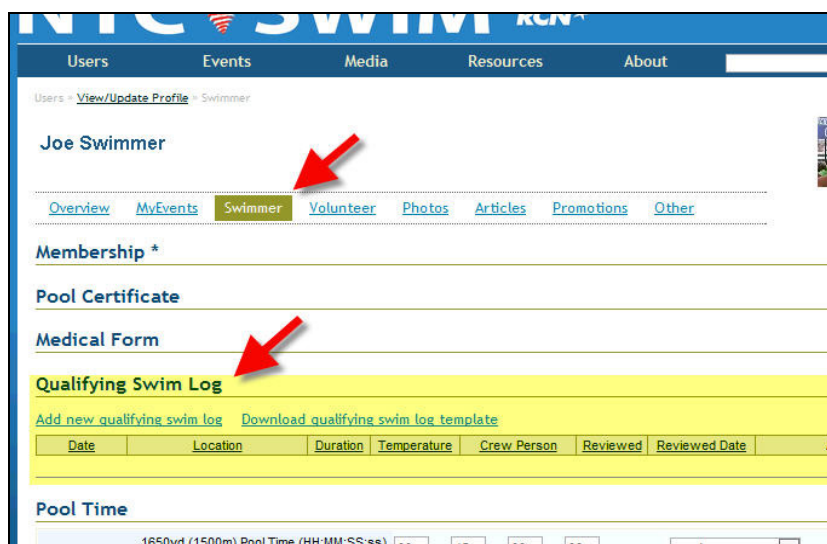 NYC SWIM RCN
Users Events Media Resources About
Users » View/Update Profile » Swimmer
Joe Swimmer
Overview MyEvents Swimmer Volunteer Photos Articles Promotions Other
Membership *
Pool Certificate
Medical Form
Qualifying Swim Log
Add new qualifying swim log Download qualifying swim log template
Date Location Duration Temperature Crew Person Reviewed Reviewed Date
Pool Time
1650yd (1500m) Pool Time (HH:MM:SS:ss)